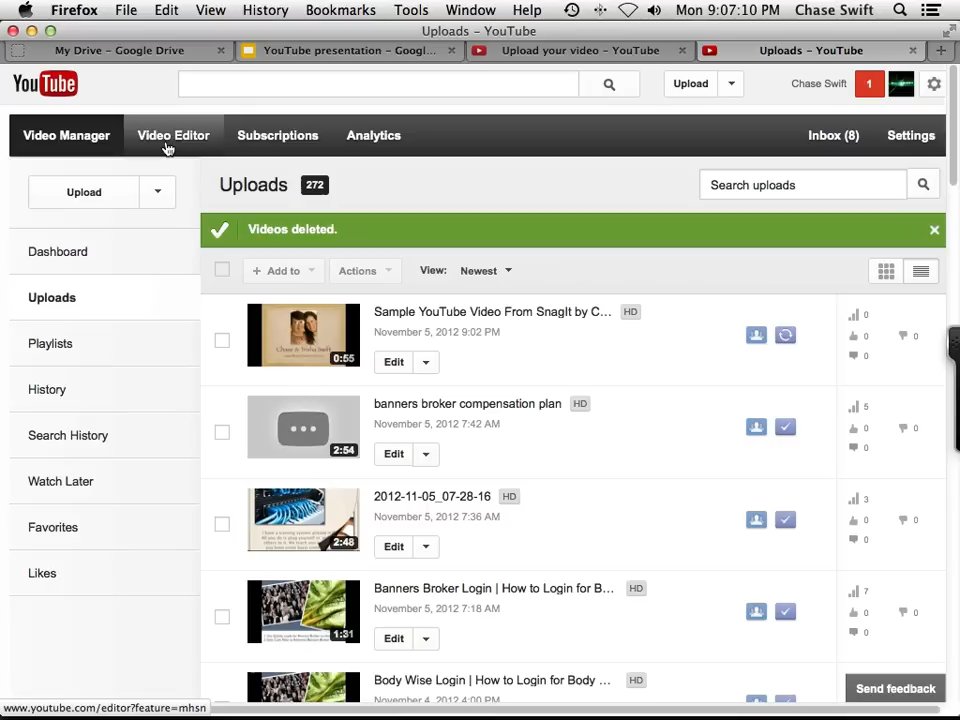 Firefox File Edit View History Bookmarks Tools Window Help Mon 9:07:10 PM Chase Swift
Uploads – YouTube
My Drive – Google Drive
YouTube presentation – Googl...
Upload your video – YouTube
Uploads – YouTube
YouTube
Upload
Chase Swift
1
Video Manager
Video Editor
Subscriptions
Analytics
Inbox (8)
Settings
Upload
Uploads 272
Search uploads
Videos deleted.
Dashboard
Uploads
Playlists
History
Search History
Watch Later
Favorites
Likes
+ Add to
Actions
View: Newest
Sample YouTube Video From SnagIt by C... HD
November 5, 2012 9:02 PM
Edit
0:55
0
0 0
0
banners broker compensation plan HD
November 5, 2012 7:42 AM
Edit
2:54
5
0 0
0
2012-11-05_07-28-16 HD
November 5, 2012 7:36 AM
Edit
2:48
3
0 0
0
Banners Broker Login | How to Login for B... HD
November 5, 2012 7:18 AM
Edit
1:31
7
0 0
0
Body Wise Login | How to Login for Body ... HD
November 4, 2012 4:00 PM
Send feedback
www.youtube.com/editor?feature=mhsn